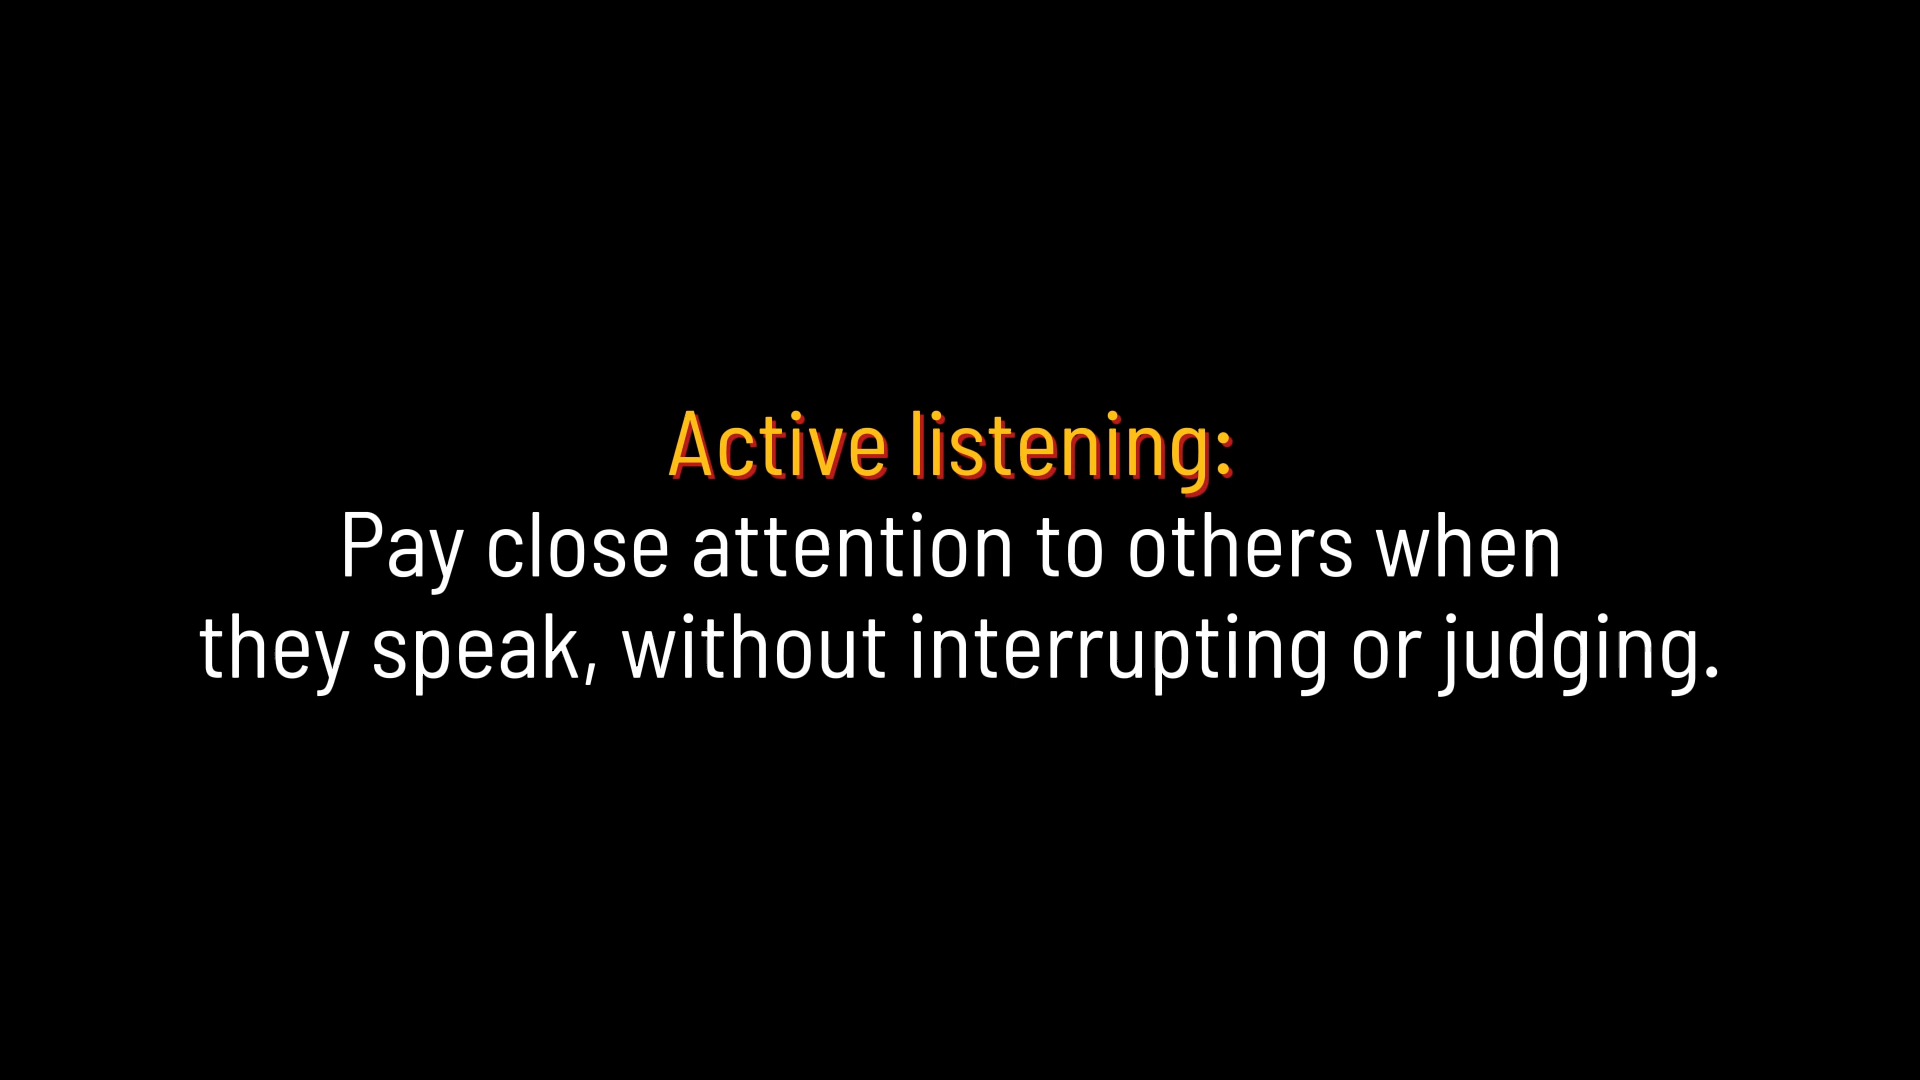 Active listening:
Pay close attention to others when
they speak, without interrupting or judging.